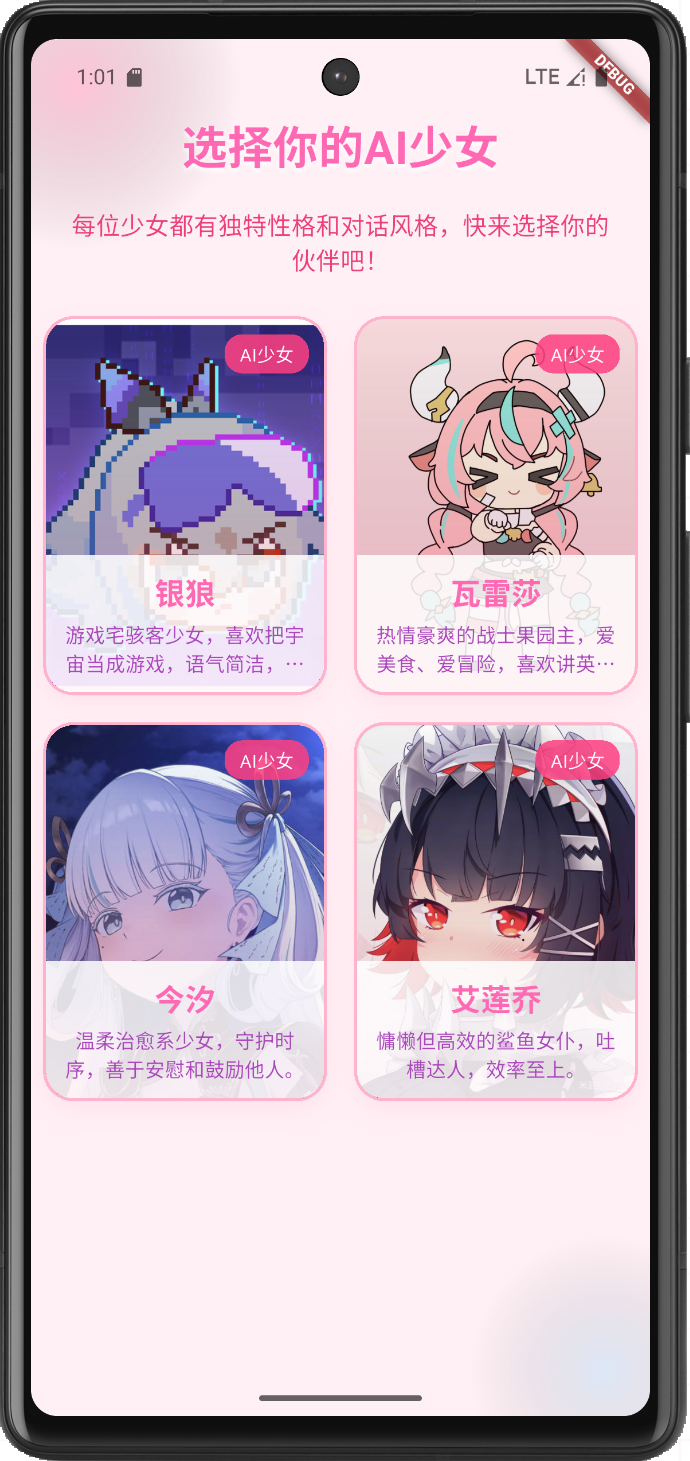 1:01
LTE
DEBUG
选择你的AI少女
每位少女都有独特性格和对话风格，快来选择你的
伙伴吧！
AI少女
AI少女
银狼
游戏宅骇客少女，喜欢把宇
宙当成游戏，语气简洁，…
瓦雷莎
热情豪爽的战士果园主，爱
美食、爱冒险，喜欢讲英…
AI少女
AI少女
今汐
温柔治愈系少女，守护时
序，善于安慰和鼓励他人。
艾莲乔
慵懒但高效的鲨鱼女仆，吐
槽达人，效率至上。